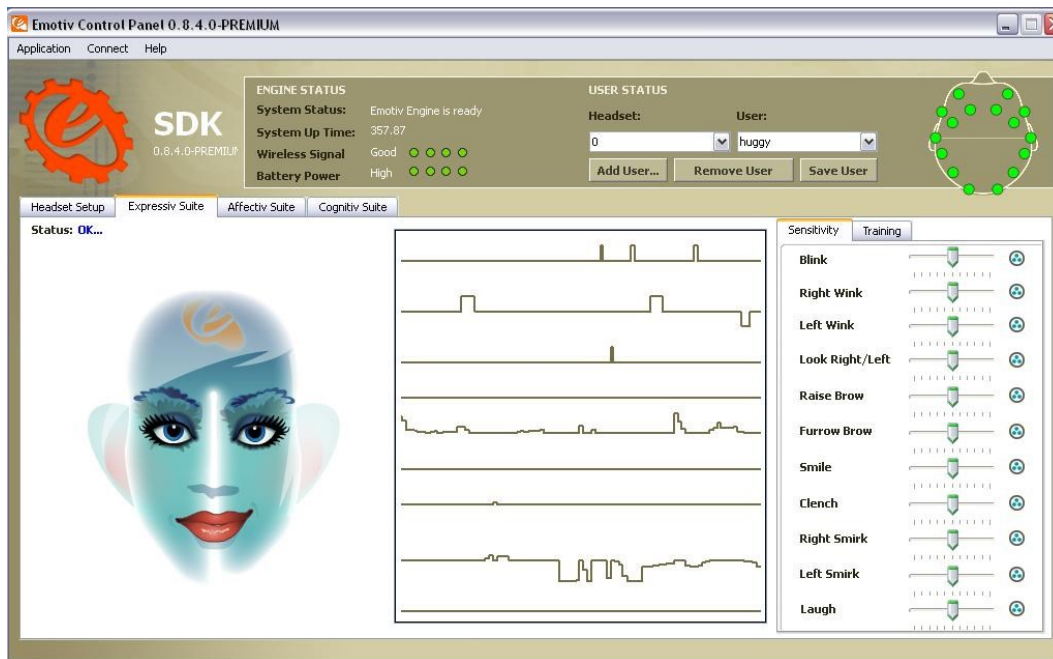 Emotiv Control Panel 0.8.4.0-PREMIUM
Application Connect Help
SDK
0.8.4.0-PREMIUM
ENGINE STATUS
System Status: Emotiv Engine is ready
System Up Time: 357.87
Wireless Signal Good
Battery Power High
USER STATUS
Headset: User:
0 huggy
Add User... Remove User Save User
Headset Setup Expressiv Suite Affectiv Suite Cognitiv Suite
Status: OK...
Sensitivity Training
Blink
Right Wink
Left Wink
Look Right/Left
Raise Brow
Furrow Brow
Smile
Clench
Right Smirk
Left Smirk
Laugh